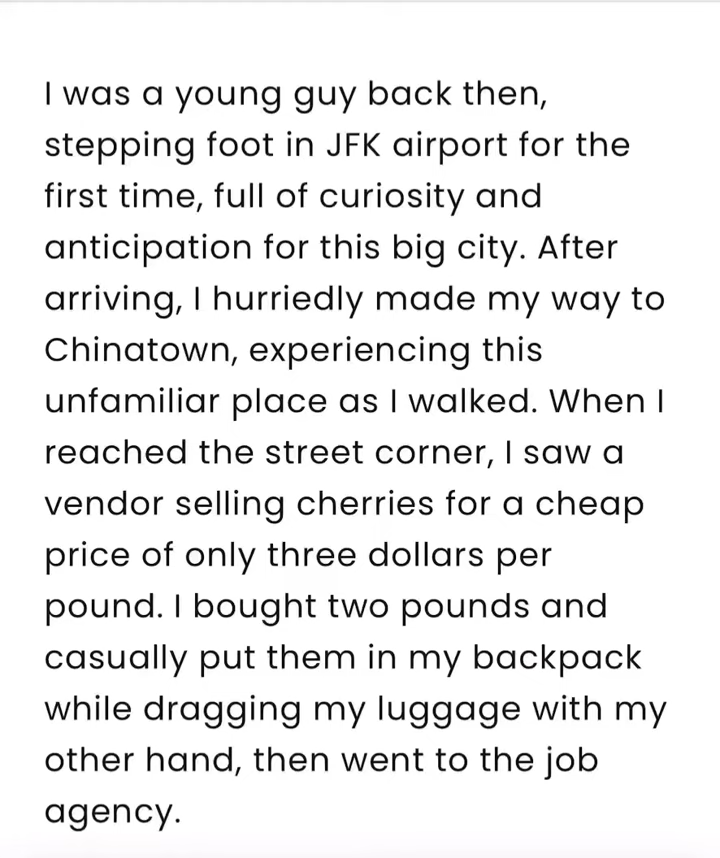 I was a young guy back then,
stepping foot in JFK airport for the
first time, full of curiosity and
anticipation for this big city. After
arriving, I hurriedly made my way to
Chinatown, experiencing this
unfamiliar place as I walked. When I
reached the street corner, I saw a
vendor selling cherries for a cheap
price of only three dollars per
pound. I bought two pounds and
casually put them in my backpack
while dragging my luggage with my
other hand, then went to the job
agency.